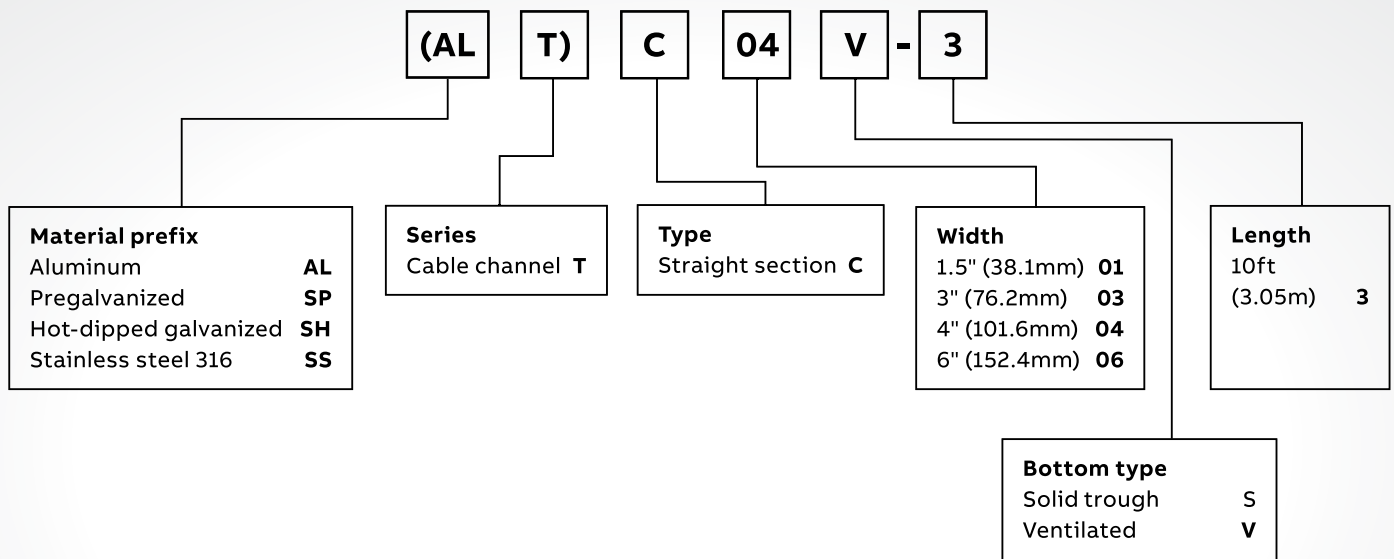 (AL T) C 04 V - 3
Material prefix
Aluminum AL
Pregalvanized SP
Hot-dipped galvanized SH
Stainless steel 316 SS
Series
Cable channel T
Type
Straight section C
Width
1.5" (38.1mm) 01
3" (76.2mm) 03
4" (101.6mm) 04
6" (152.4mm) 06
Length
10ft
(3.05m) 3
Bottom type
Solid trough S
Ventilated V